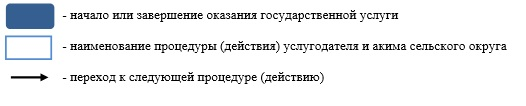 - начало или завершение оказания государственной услуги
- наименование процедуры (действия) услугодателя и акима сельского округа
- переход к следующей процедуре (действию)